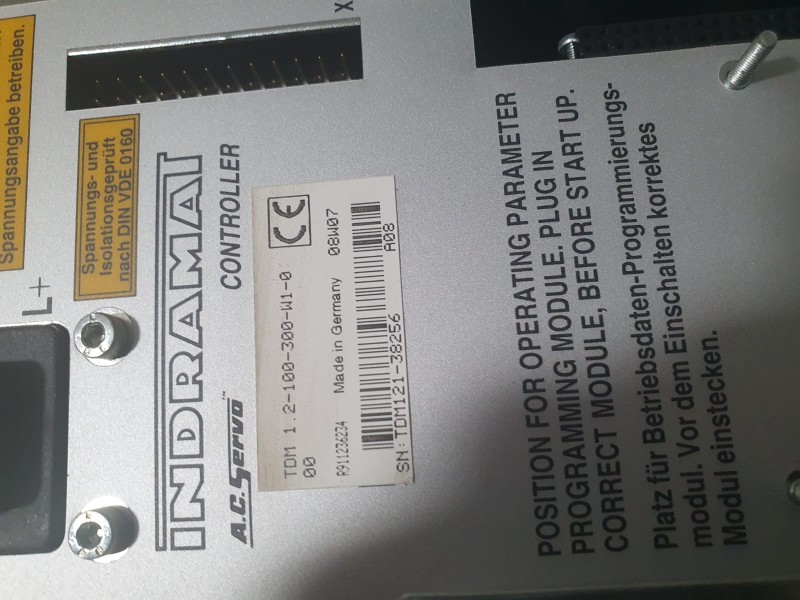 Spannungsangabe betreiben.
Spannungs- und
Isolationsgeprüft
nach DIN VDE 0160
L+
X
INDRAMAT
A.C. Servo™ CONTROLLER
TDM 1.2-100-300-W1-0
00
CE
R911236234 Made in Germany 08W07
SN:TDM121-38256 A08
POSITION FOR OPERATING PARAMETER
PROGRAMMING MODULE. PLUG IN
CORRECT MODULE, BEFORE START UP.
Platz für Betriebsdaten-Programmierungs-
modul. Vor dem Einschalten korrektes
Modul einstecken.